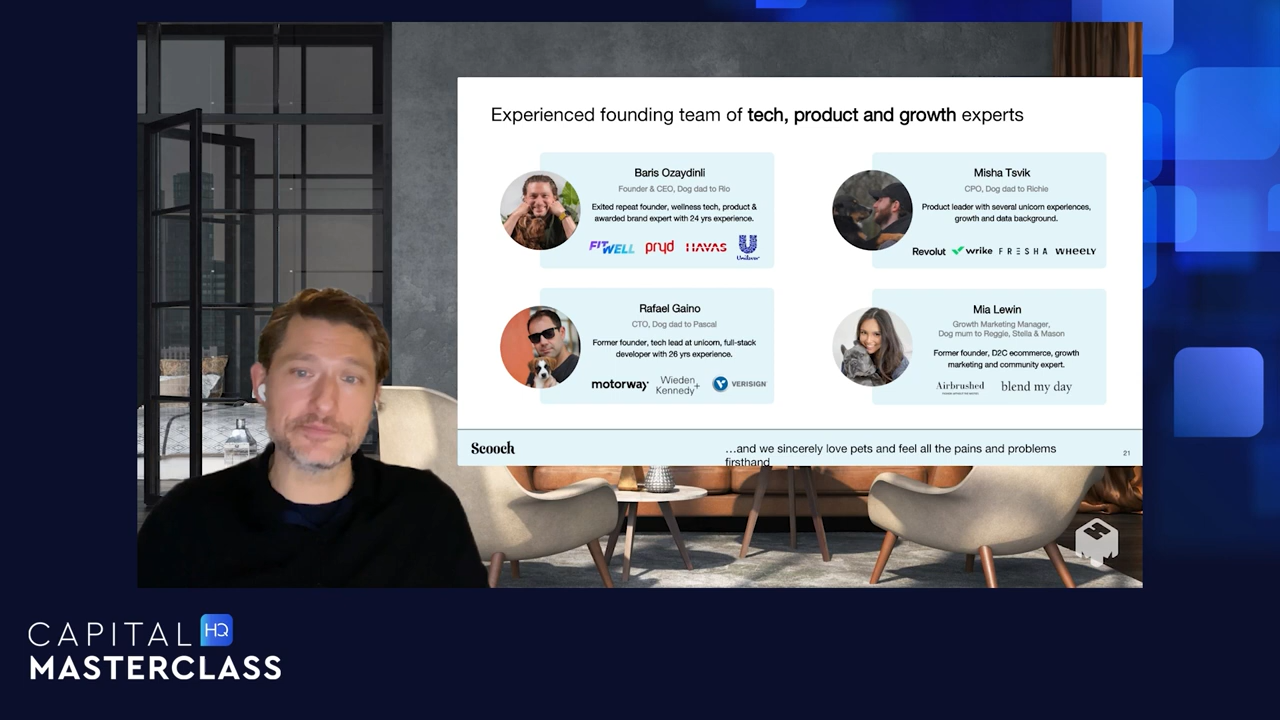 Experienced founding team of tech, product and growth experts
Baris Ozaydinli
Founder & CEO, Dog dad to Rio
Exited repeat founder, wellness tech, product &
awarded brand expert with 24 yrs experience.
FITWELL
pryd
HAVAS
Unilever
Misha Tsvik
CPO, Dog dad to Richie
Product leader with several unicorn experiences,
growth and data background.
Revolut
wrike
FRESHA
WHEELY
Rafael Gaino
CTO, Dog dad to Pascal
Former founder, tech lead at unicorn, full-stack
developer with 26 yrs experience.
motorway
Wieden
Kennedy+
VERISIGN
Mia Lewin
Growth Marketing Manager,
Dog mum to Reggie, Stella & Mason
Former founder, D2C ecommerce, growth
marketing and community expert.
Airbrushed
blend my day
Scooch
...and we sincerely love pets and feel all the pains and problems
firsthand
21
CAPITAL HQ
MASTERCLASS